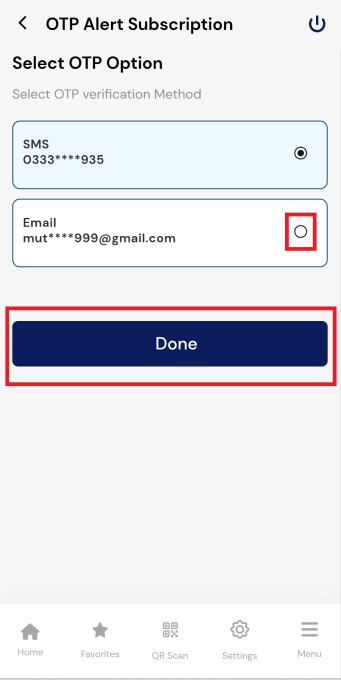 OTP Alert Subscription
Select OTP Option
Select OTP verification Method
SMS
0333****935
Email
mut****999@gmail.com
Done
Home
Favorites
QR Scan
Settings
Menu